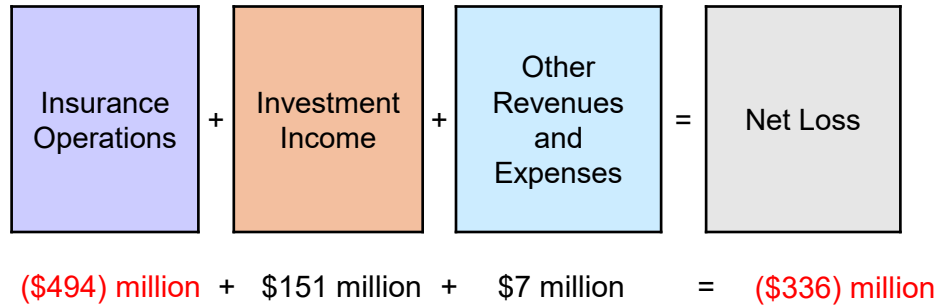 Insurance
Operations
+
Investment
Income
+
Other
Revenues
and
Expenses
=
Net Loss
($494) million + $151 million + $7 million = ($336) million